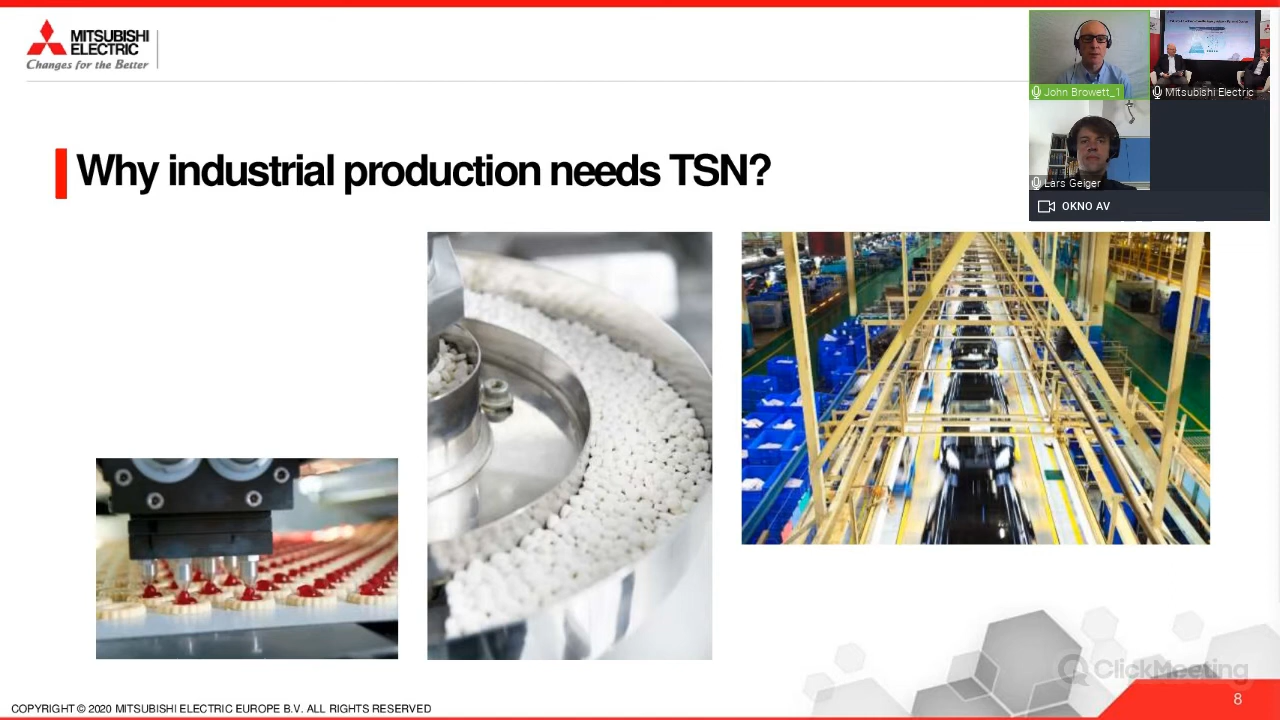 MITSUBISHI
ELECTRIC
Changes for the Better
John Browett_1
Mitsubishi Electric
Lars Geiger
OKNO AV
Why industrial production needs TSN?
ClickMeeting
COPYRIGHT © 2020 MITSUBISHI ELECTRIC EUROPE B.V. ALL RIGHTS RESERVED
8